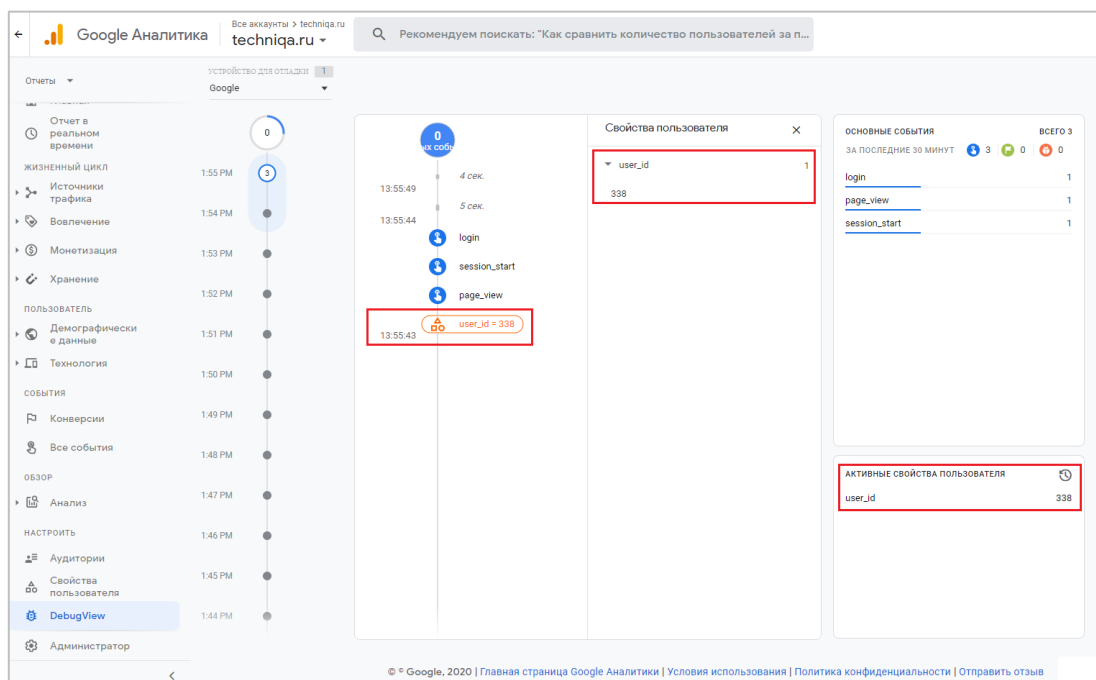 Google Аналитика
Все аккаунты > techniqa.ru
techniqa.ru
Рекомендуем поискать: "Как сравнить количество пользователей за п...
Отчеты
Отчет в
реальном
времени
ЖИЗНЕННЫЙ ЦИКЛ
Источники
трафика
Вовлечение
Монетизация
Хранение
ПОЛЬЗОВАТЕЛЬ
Демографически
е данные
Технология
СОБЫТИЯ
Конверсии
Все события
ОБЗОР
Анализ
НАСТРОИТЬ
Аудитории
Свойства
пользователя
DebugView
Администратор
УСТРОЙСТВО ДЛЯ ОТЛАДКИ 1
Google
0
1:55 PM 3
1:54 PM
1:53 PM
1:52 PM
1:51 PM
1:50 PM
1:49 PM
1:48 PM
1:47 PM
1:46 PM
1:45 PM
1:44 PM
0
ых собы
4 сек.
13:55:49
5 сек.
13:55:44
login
session_start
page_view
user_id = 338
13:55:43
Свойства пользователя
user_id 1
338
ОСНОВНЫЕ СОБЫТИЯ ВСЕГО 3
ЗА ПОСЛЕДНИЕ 30 МИНУТ 3 0 0
login 1
page_view 1
session_start 1
АКТИВНЫЕ СВОЙСТВА ПОЛЬЗОВАТЕЛЯ
user_id 338
© Google, 2020 | Главная страница Google Аналитики | Условия использования | Политика конфиденциальности | Отправить отзыв